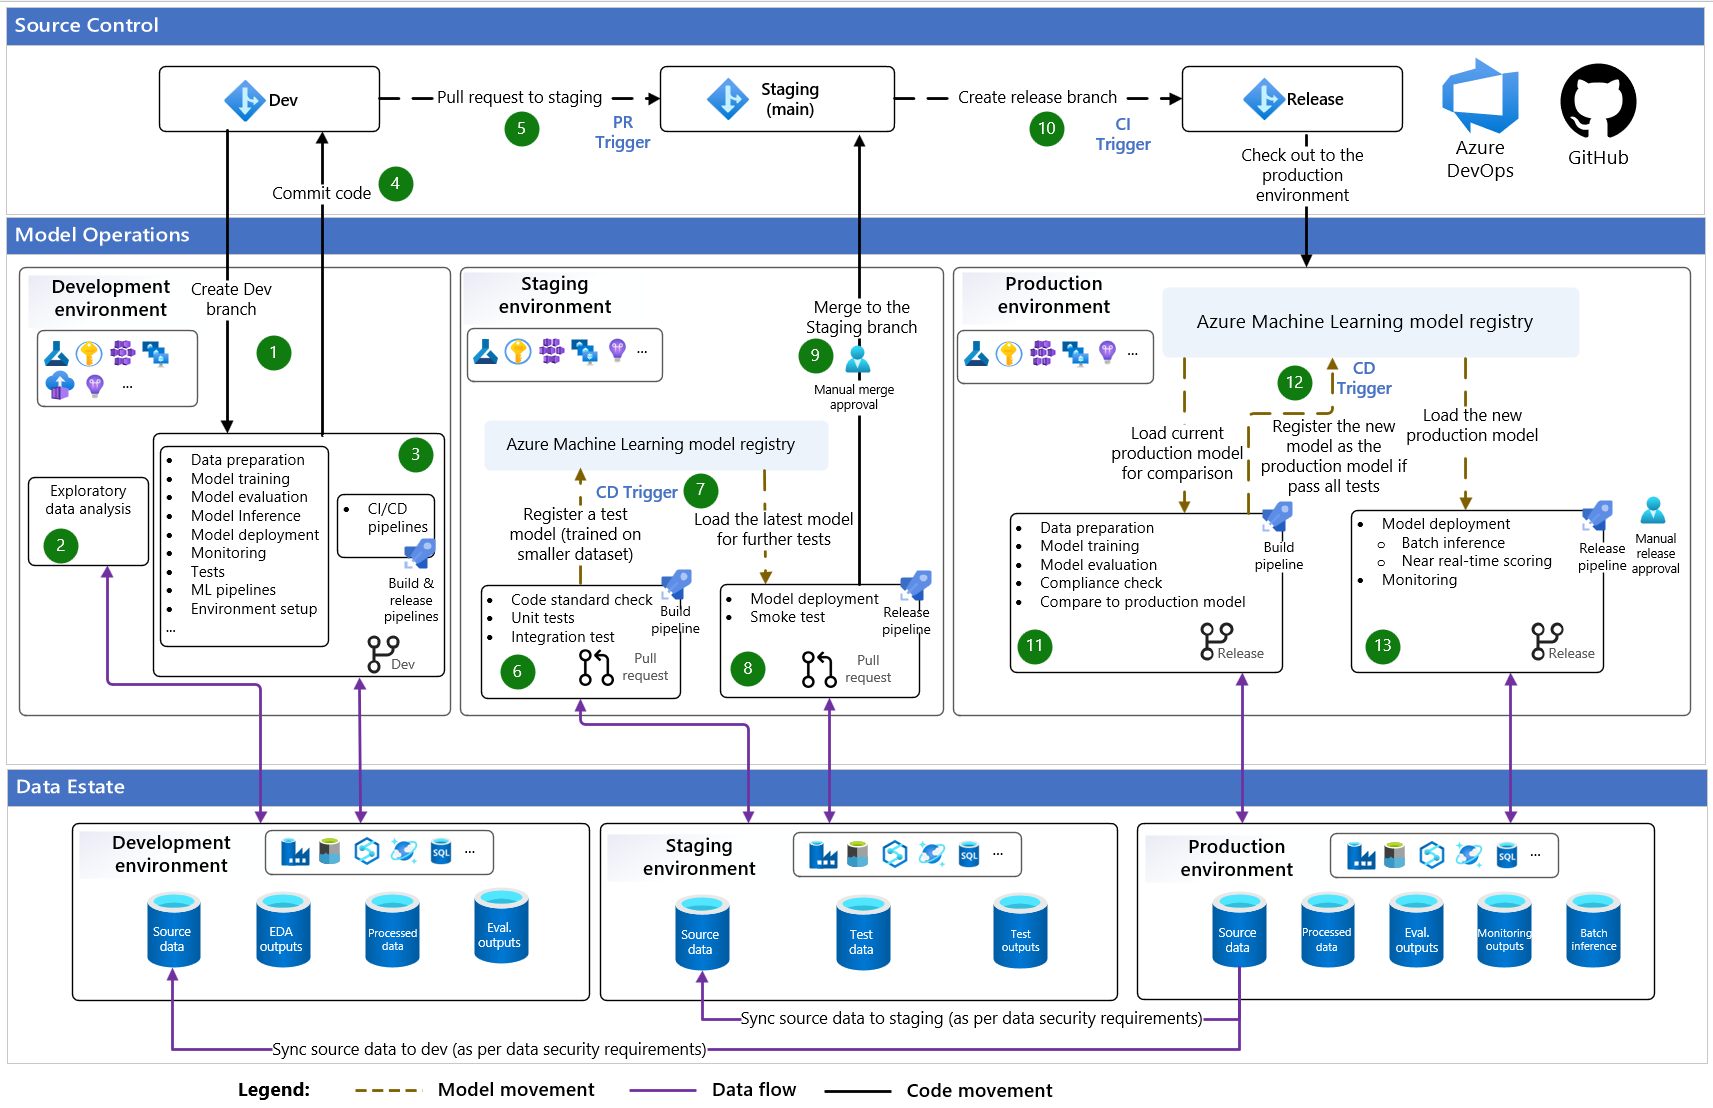 Source Control
Dev
Pull request to staging
5
PR
Trigger
Staging
(main)
Create release branch
10
CI
Trigger
Release
Azure
DevOps
GitHub
Commit code
4
Check out to the
production
environment
Model Operations
Development
environment
...
Create Dev
branch
1
Exploratory
data analysis
2
3
• Data preparation
• Model training
• Model evaluation
• Model Inference
• Model deployment
• Monitoring
• Tests
• ML pipelines
• Environment setup
...
• CI/CD
pipelines
Build &
release
pipelines
Dev
Staging
environment
...
Merge to the
Staging branch
9
Manual merge
approval
Azure Machine Learning model registry
CD Trigger
7
Register a test
model (trained on
smaller dataset)
Load the latest model
for further tests
• Code standard check
• Unit tests
• Integration test
Build
pipeline
6
Pull
request
• Model deployment
• Smoke test
Release
pipeline
8
Pull
request
Production
environment
...
Azure Machine Learning model registry
12
CD
Trigger
Load current
production model
for comparison
Register the new
model as the
production model if
pass all tests
Load the new
production model
• Data preparation
• Model training
• Model evaluation
• Compliance check
• Compare to production model
Build
pipeline
11
Release
• Model deployment
o Batch inference
o Near real-time scoring
• Monitoring
Release
pipeline
Manual
release
approval
13
Release
Data Estate
Development
environment
SQL
...
Source
data
EDA
outputs
Processed
data
Eval.
outputs
Staging
environment
SQL
...
Source
data
Test
data
Test
outputs
Production
environment
SQL
...
Source
data
Processed
data
Eval.
outputs
Monitoring
outputs
Batch
inference
Sync source data to staging (as per data security requirements)
Sync source data to dev (as per data security requirements)
Legend:
Model movement
Data flow
Code movement